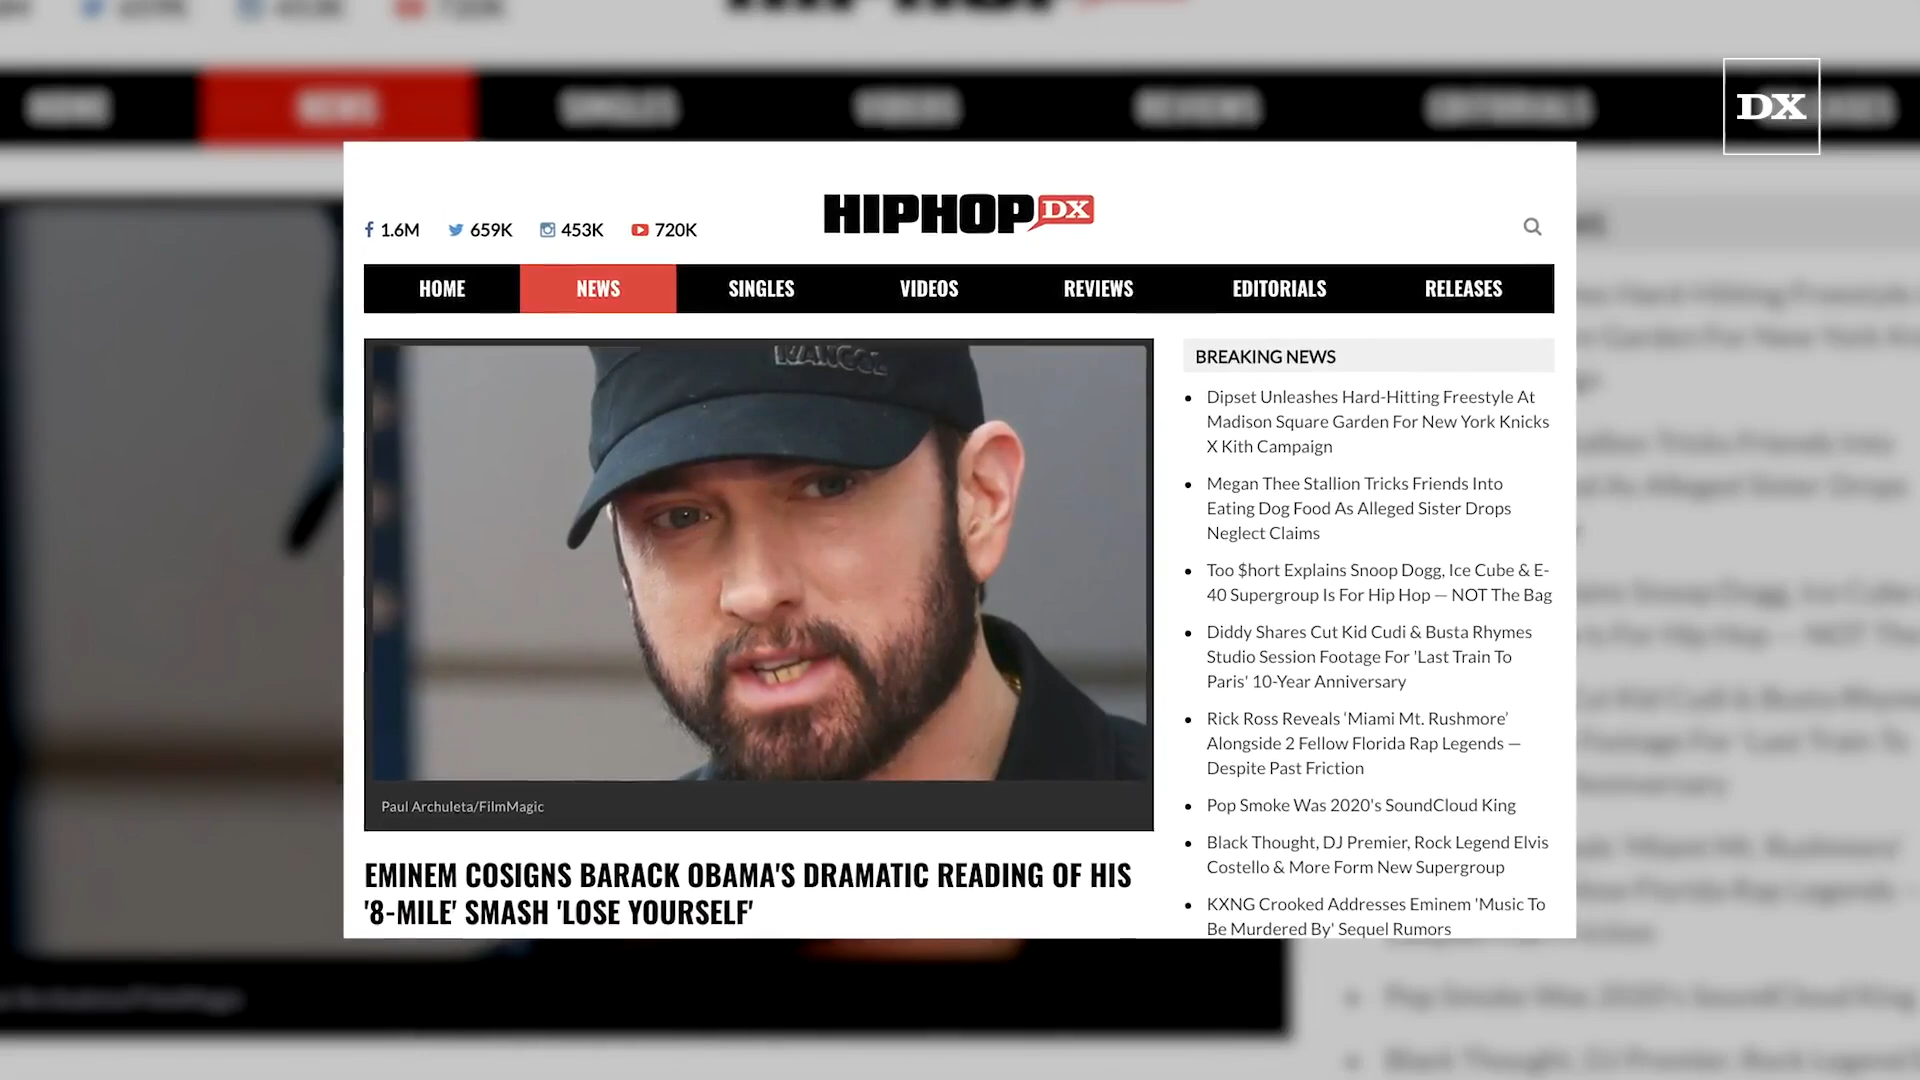 DX
1.6M 659K 453K 720K
HIPHOP DX
HOME NEWS SINGLES VIDEOS REVIEWS EDITORIALS RELEASES
KANGOL
Paul Archuleta/FilmMagic
EMINEM COSIGNS BARACK OBAMA'S DRAMATIC READING OF HIS
'8-MILE' SMASH 'LOSE YOURSELF'
BREAKING NEWS
Dipset Unleashes Hard-Hitting Freestyle At
Madison Square Garden For New York Knicks
X Kith Campaign
Megan Thee Stallion Tricks Friends Into
Eating Dog Food As Alleged Sister Drops
Neglect Claims
Too $hort Explains Snoop Dogg, Ice Cube & E-
40 Supergroup Is For Hip Hop — NOT The Bag
Diddy Shares Cut Kid Cudi & Busta Rhymes
Studio Session Footage For 'Last Train To
Paris' 10-Year Anniversary
Rick Ross Reveals ‘Miami Mt. Rushmore’
Alongside 2 Fellow Florida Rap Legends —
Despite Past Friction
Pop Smoke Was 2020's SoundCloud King
Black Thought, DJ Premier, Rock Legend Elvis
Costello & More Form New Supergroup
KXNG Crooked Addresses Eminem 'Music To
Be Murdered By' Sequel Rumors